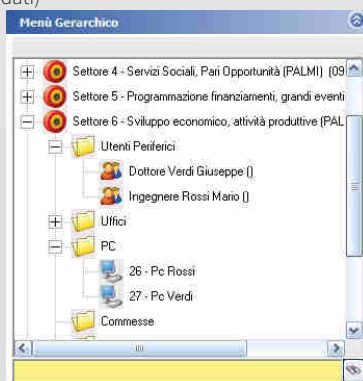 dati)
Menù Gerarchico
Settore 4 - Servizi Sociali, Pari Opportunità (PALMI) (09
Settore 5 - Programmazione finanziamenti, grandi eventi
Settore 6 - Sviluppo economico, attività produttive (PAL
Utenti Periferici
Dottore Verdi Giuseppe ()
Ingegnere Rossi Mario ()
Uffici
PC
26 - Pc Rossi
27 - Pc Verdi
Commesse